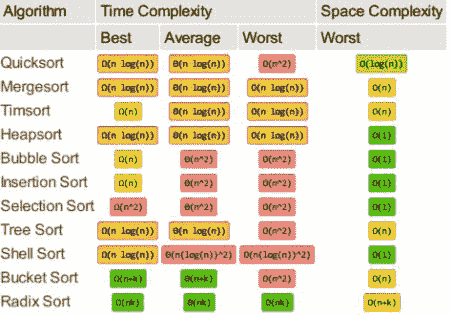 Algorithm Time Complexity Space Complexity
Best Average Worst Worst
Quicksort Ω(n log(n)) Θ(n log(n)) O(n^2) O(log(n))
Mergesort Ω(n log(n)) Θ(n log(n)) O(n log(n)) O(n)
Timsort Ω(n) Θ(n log(n)) O(n log(n)) O(n)
Heapsort Ω(n log(n)) Θ(n log(n)) O(n log(n)) O(1)
Bubble Sort Ω(n) Θ(n^2) O(n^2) O(1)
Insertion Sort Ω(n) Θ(n^2) O(n^2) O(1)
Selection Sort Ω(n^2) Θ(n^2) O(n^2) O(1)
Tree Sort Ω(n log(n)) Θ(n log(n)) O(n^2) O(n)
Shell Sort Ω(n log(n)) Θ(n(log(n))^2) O(n(log(n))^2) O(1)
Bucket Sort Ω(n+k) Θ(n+k) O(n^2) O(n)
Radix Sort Ω(nk) Θ(nk) O(nk) O(n+k)